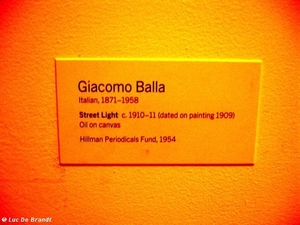 Giacomo Balla
Italian, 1871–1958
Street Light c. 1910–11 (dated on painting 1909)
Oil on canvas
Hillman Periodicals Fund, 1954
© Luc De Brandt